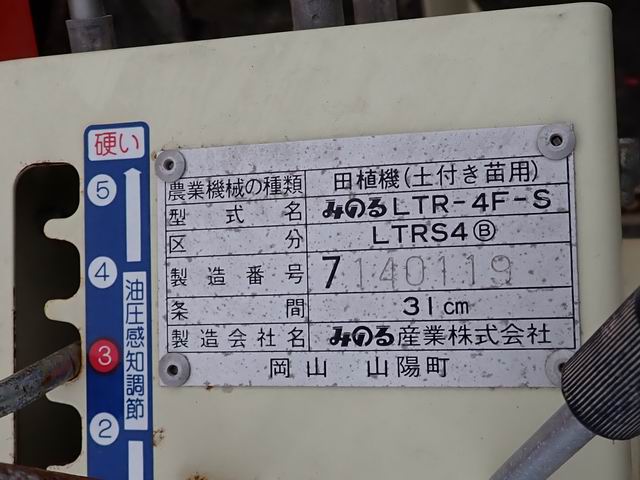 硬い
5
4
3
2
油圧感知調節
農業機械の種類 田植機(土付き苗用)
型式名 みのるLTR-4F-S
区分 LTRS4Ⓑ
製造番号 7140119
条間 31cm
製造会社名 みのる産業株式会社
岡山 山陽町